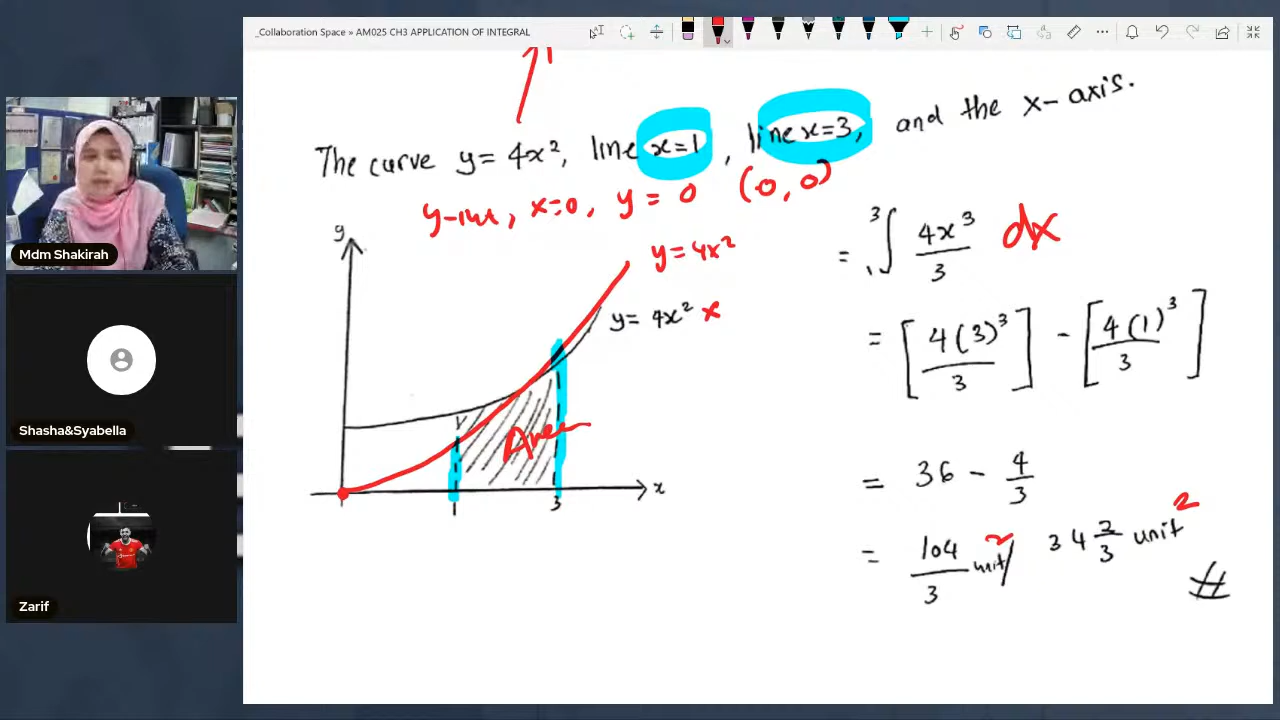 _Collaboration Space » AM025 CH3 APPLICATION OF INTEGRAL
The curve y = 4x², line x=1, line x=3, and the x-axis.
y-int, x=0, y = 0 (0, 0)
y
y = 4x²
y = 4x² x
Area
1
3
x
= ₁³∫ 4x³/3 dx
= [4(3)³/3] - [4(1)³/3]
= 36 - 4/3
= 104/3 unit² / 34 2/3 unit² #
Mdm Shakirah
Shasha&Syabella
Zarif